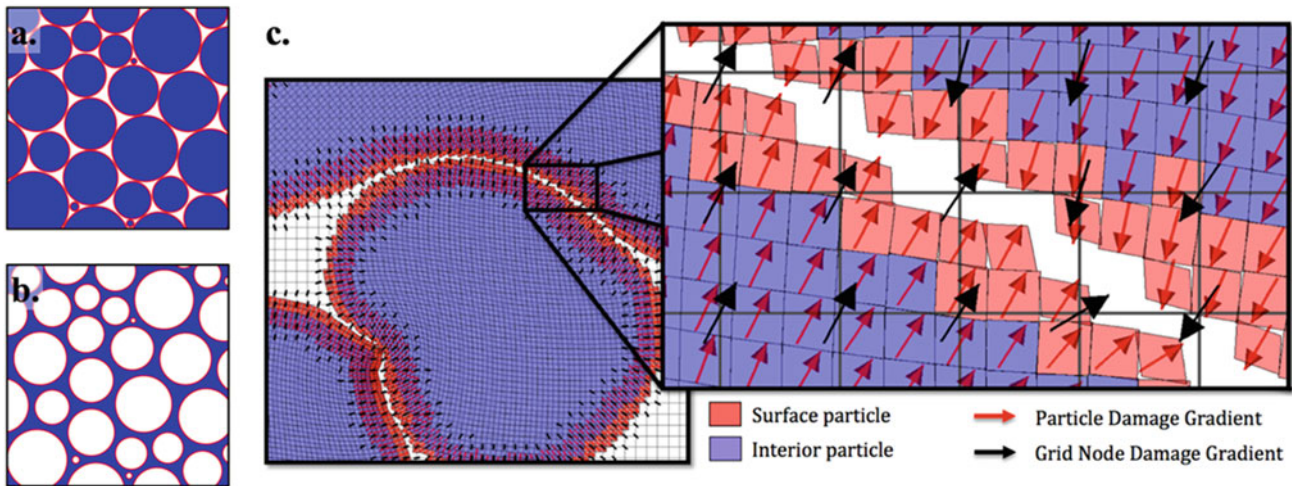 a.
b.
c.
Surface particle
Interior particle
Particle Damage Gradient
Grid Node Damage Gradient